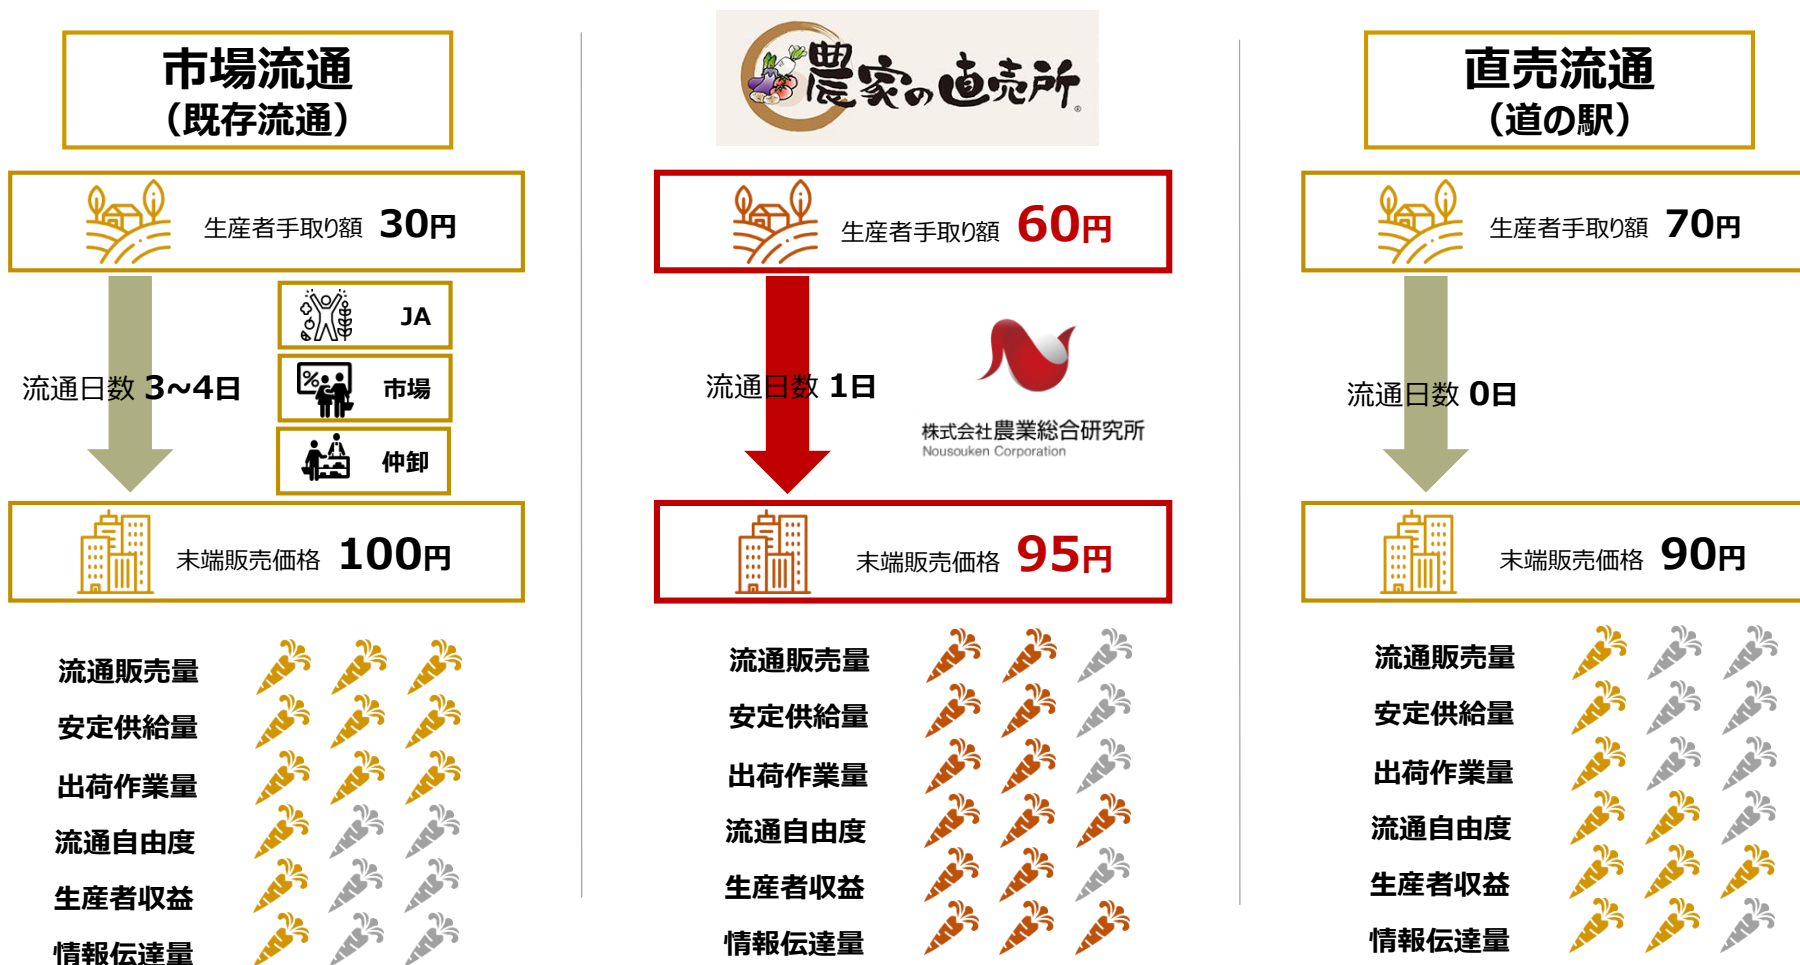 市場流通
（既存流通）
生産者手取り額 30円
JA
市場
仲卸
流通日数 3~4日
末端販売価格 100円
流通販売量
安定供給量
出荷作業量
流通自由度
生産者収益
情報伝達量
農家の直売所®
生産者手取り額 60円
流通日数 1日
株式会社農業総合研究所
Nousouken Corporation
末端販売価格 95円
流通販売量
安定供給量
出荷作業量
流通自由度
生産者収益
情報伝達量
直売流通
（道の駅）
生産者手取り額 70円
流通日数 0日
末端販売価格 90円
流通販売量
安定供給量
出荷作業量
流通自由度
生産者収益
情報伝達量